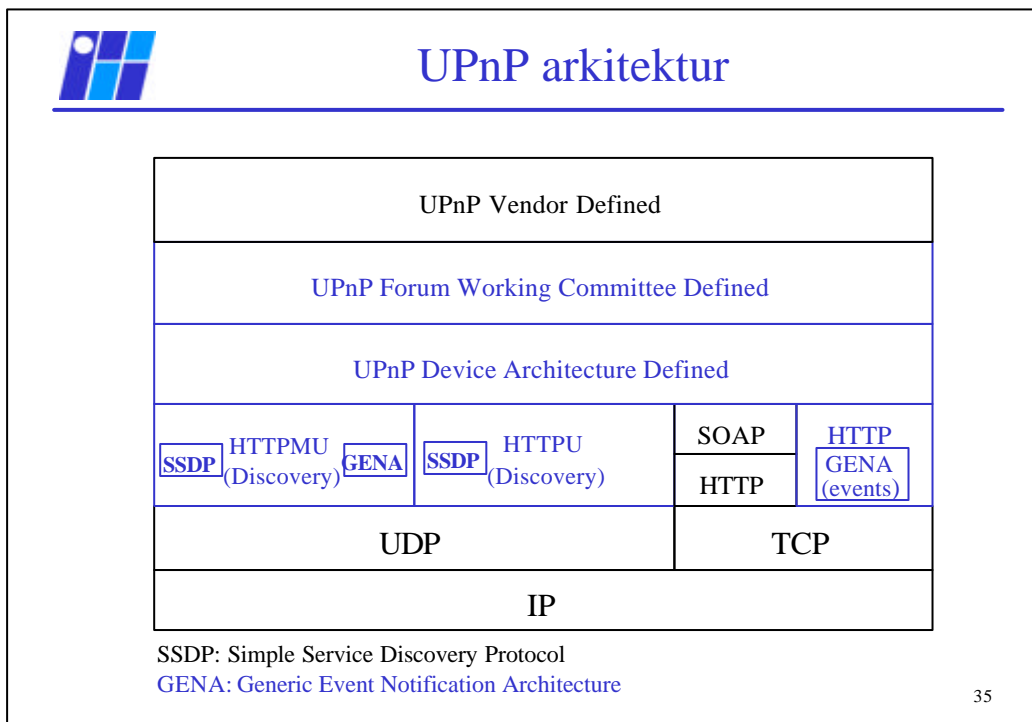 UPnP arkitektur
UPnP Vendor Defined
UPnP Forum Working Committee Defined
UPnP Device Architecture Defined
SSDP
HTTPMU
(Discovery)
GENA
SSDP
HTTPU
(Discovery)
SOAP
HTTP
HTTP
GENA
(events)
UDP
TCP
IP
SSDP: Simple Service Discovery Protocol
GENA: Generic Event Notification Architecture
35